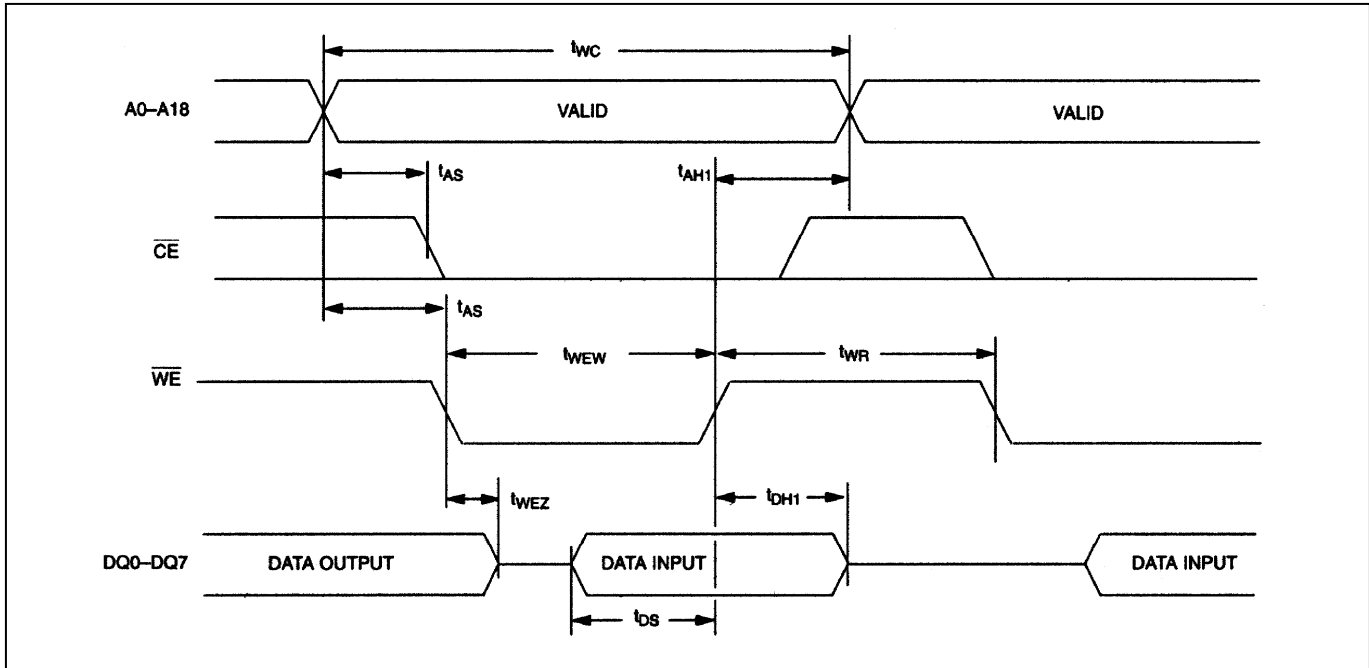 tWC
A0–A18 VALID VALID
tAS tAH1
CE
tAS
tWEW tWR
WE
tWEZ tDH1
DQ0–DQ7 DATA OUTPUT DATA INPUT DATA INPUT
tDS